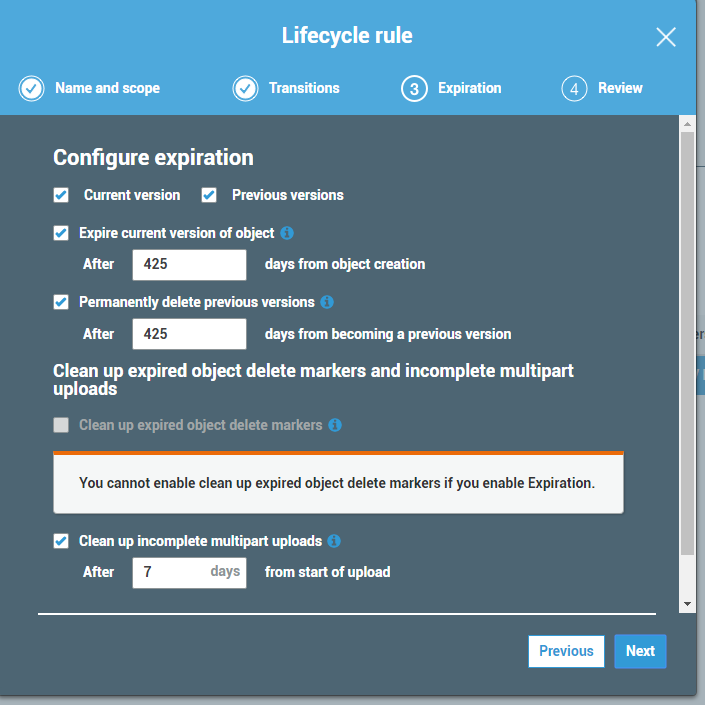 Lifecycle rule
Name and scope
Transitions
3 Expiration
4 Review
Configure expiration
Current version
Previous versions
Expire current version of object
After 425 days from object creation
Permanently delete previous versions
After 425 days from becoming a previous version
Clean up expired object delete markers and incomplete multipart
uploads
Clean up expired object delete markers
You cannot enable clean up expired object delete markers if you enable Expiration.
Clean up incomplete multipart uploads
After 7 days from start of upload
Previous
Next